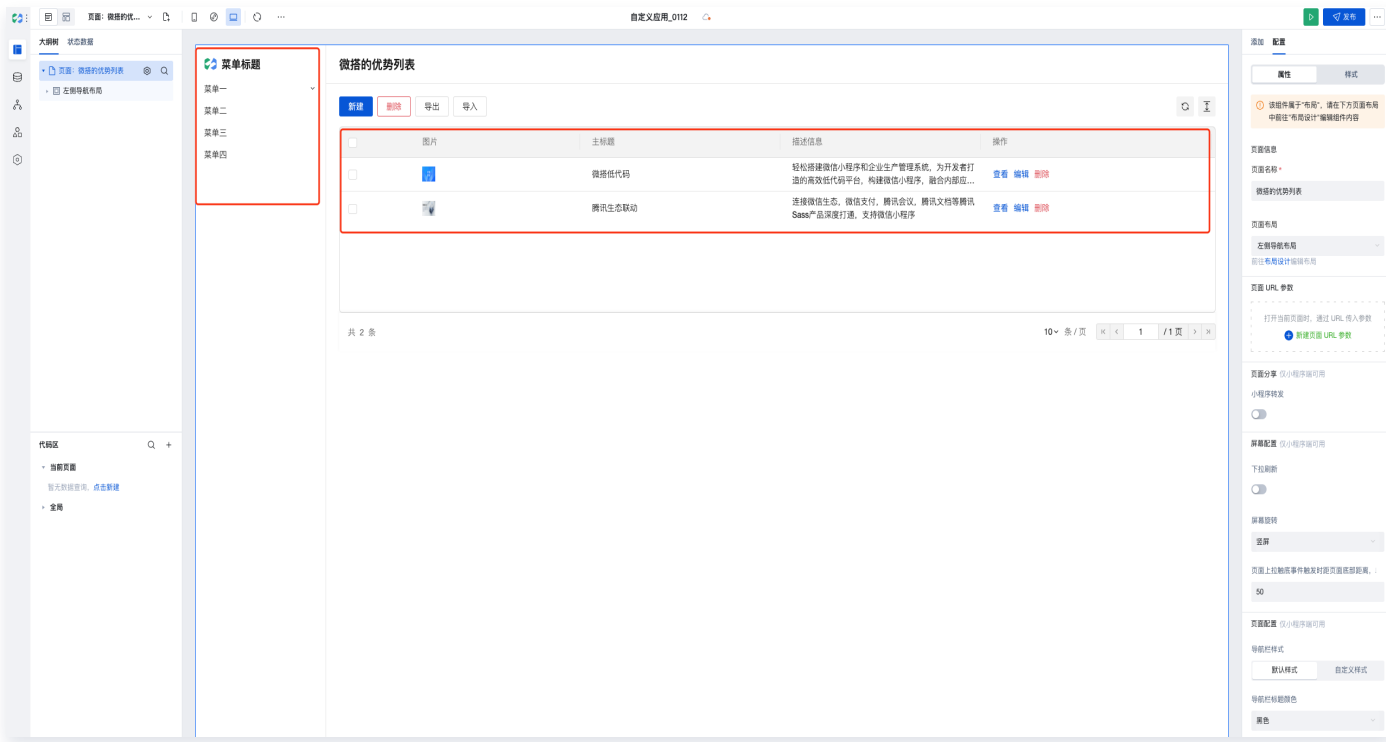 页面：微搭的优...
自定义应用_0112
发布
大纲树 状态数据
页面：微搭的优势列表
左侧导航布局
代码区
当前页面
暂无数据查询，点击新建
全局
菜单标题
菜单一
菜单二
菜单三
菜单四
微搭的优势列表
新建 删除 导出 导入
图片 主标题 描述信息 操作
微搭低代码 轻松搭建微信小程序和企业生产管理系统，为开发者打
造的高效低代码平台，构建微信小程序，融合内部应... 查看 编辑 删除
腾讯生态联动 连接微信生态，微信支付，腾讯会议，腾讯文档等腾讯
Sass产品深度打通，支持微信小程序 查看 编辑 删除
共 2 条
10 条 / 页 1 / 1 页
添加 配置
属性 样式
该组件属于“布局”，请在下方页面布局
中前往“布局设计”编辑组件内容
页面信息
页面名称*
微搭的优势列表
页面布局
左侧导航布局
前往布局设计编辑布局
页面 URL 参数
打开当前页面时，通过 URL 传入参数
新建页面 URL 参数
页面分享 仅小程序端可用
小程序转发
屏幕配置 仅小程序端可用
下拉刷新
屏幕旋转
竖屏
页面上拉触底事件触发时距页面底部距离，
50
页面配置 仅小程序端可用
导航栏样式
默认样式 自定义样式
导航栏标题颜色
黑色